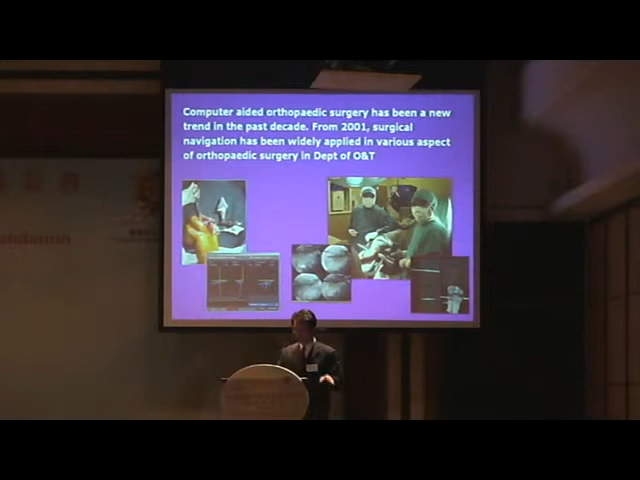 Computer aided orthopaedic surgery has been a new
trend in the past decade. From 2001, surgical
navigation has been widely applied in various aspect
of orthopaedic surgery in Dept of O&T